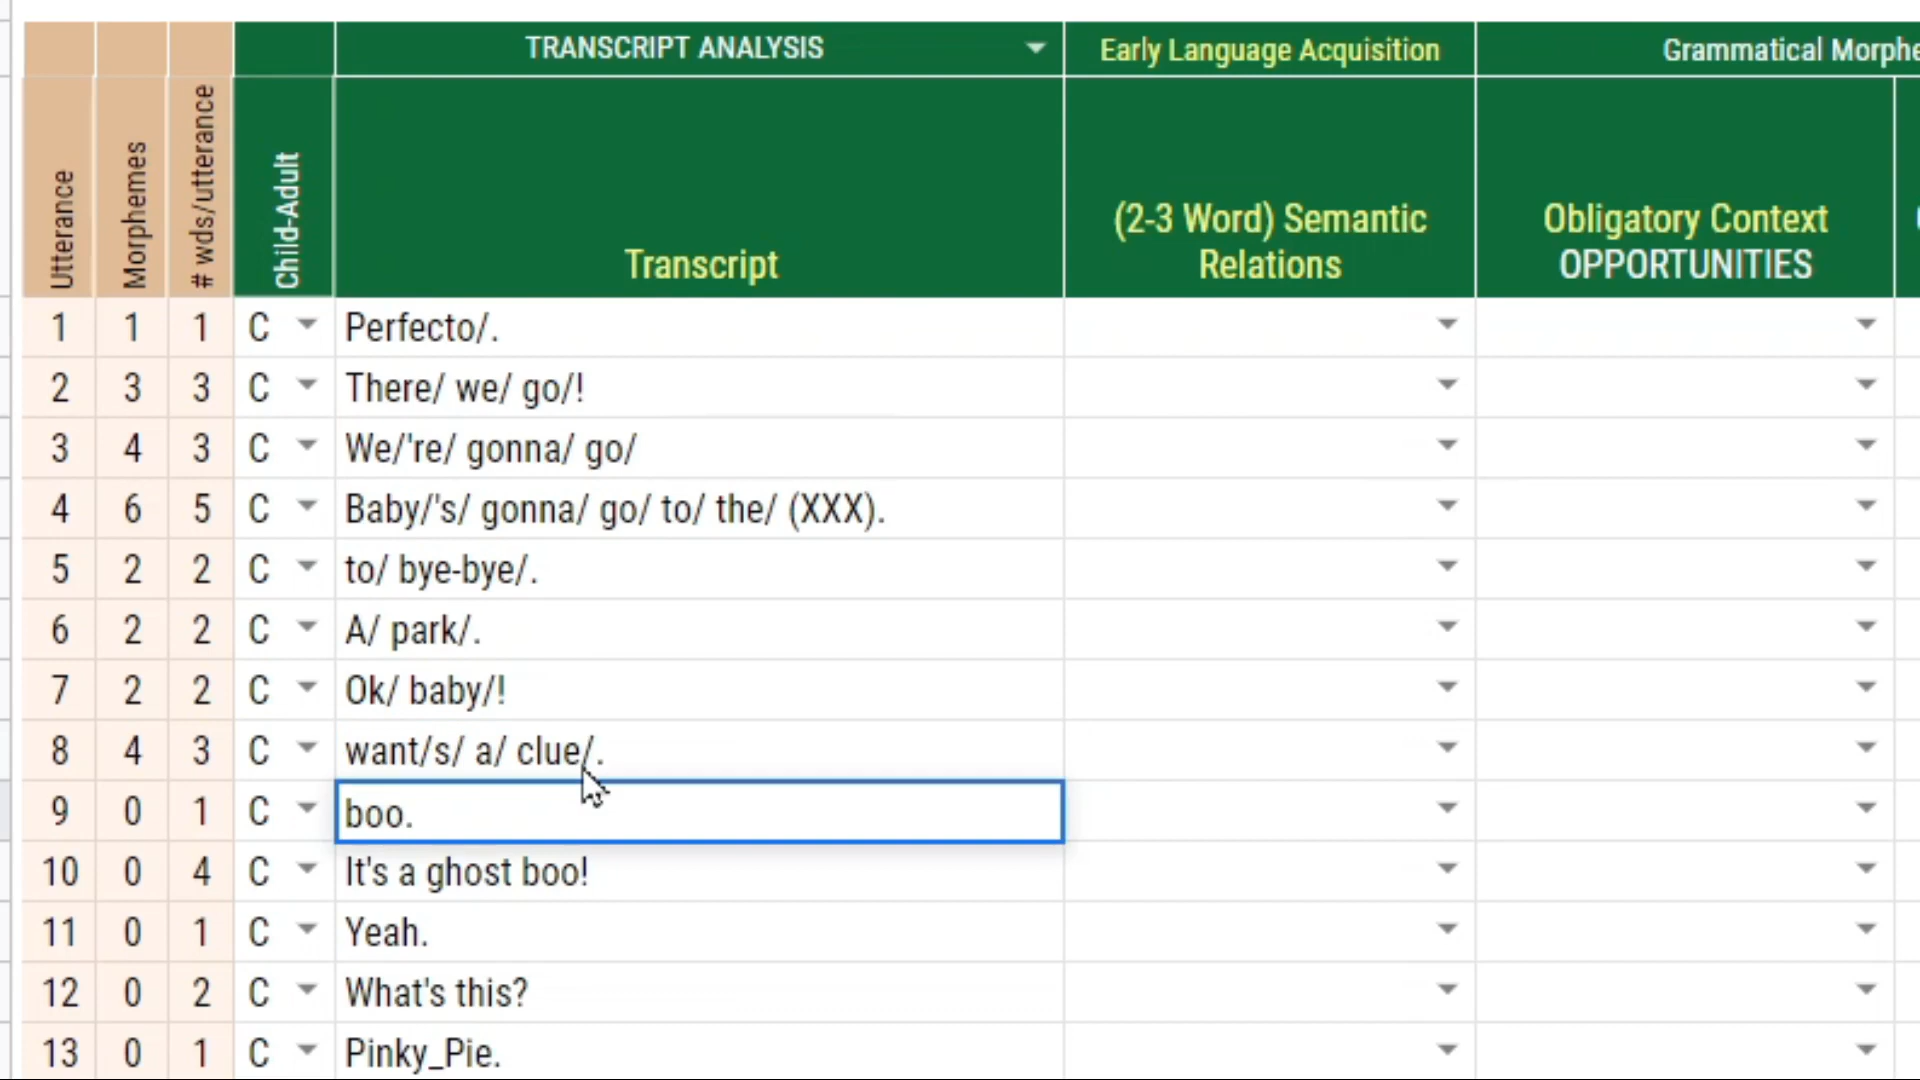 TRANSCRIPT ANALYSIS Early Language Acquisition Grammatical Morphe
Utterance Morphemes # wds/utterance Child-Adult Transcript (2-3 Word) Semantic Relations Obligatory Context OPPORTUNITIES
1 1 1 C Perfecto/.
2 3 3 C There/ we/ go/!
3 4 3 C We/'re/ gonna/ go/
4 6 5 C Baby/'s/ gonna/ go/ to/ the/ (XXX).
5 2 2 C to/ bye-bye/.
6 2 2 C A/ park/.
7 2 2 C Ok/ baby/!
8 4 3 C want/s/ a/ clue/.
9 0 1 C boo.
10 0 4 C It's a ghost boo!
11 0 1 C Yeah.
12 0 2 C What's this?
13 0 1 C Pinky_Pie.